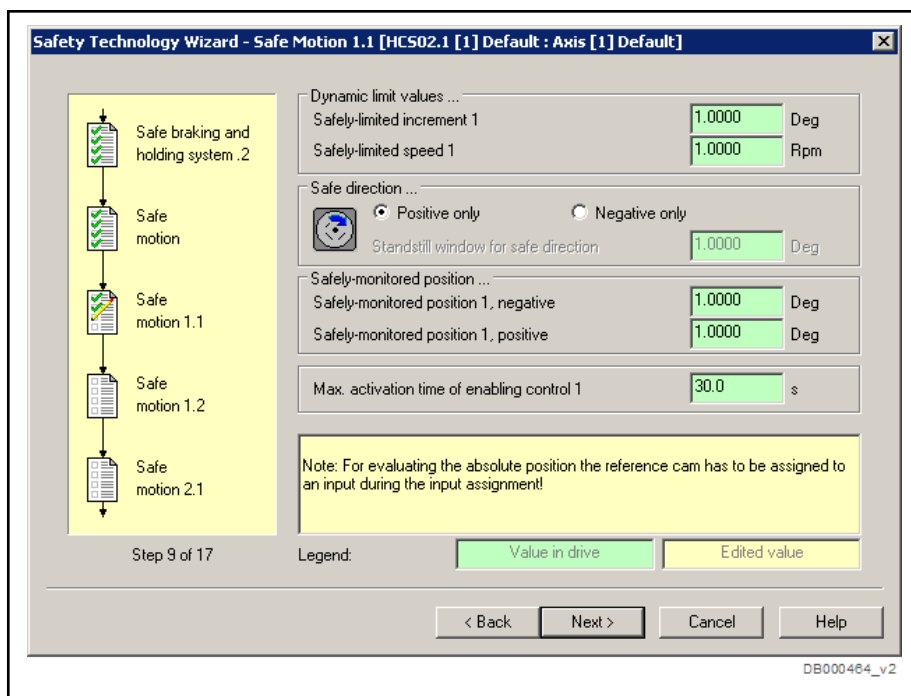 Safety Technology Wizard - Safe Motion 1.1 [HCS02.1 [1] Default : Axis [1] Default]
Safe braking and
holding system .2
Safe
motion
Safe
motion 1.1
Safe
motion 1.2
Safe
motion 2.1
Step 9 of 17
Dynamic limit values ...
Safely-limited increment 1 1.0000 Deg
Safely-limited speed 1 1.0000 Rpm
Safe direction ...
Positive only Negative only
Standstill window for safe direction 1.0000 Deg
Safely-monitored position ...
Safely-monitored position 1, negative 1.0000 Deg
Safely-monitored position 1, positive 1.0000 Deg
Max. activation time of enabling control 1 30.0 s
Note: For evaluating the absolute position the reference cam has to be assigned to
an input during the input assignment!
Legend: Value in drive Edited value
< Back Next > Cancel Help
DB000464_v2